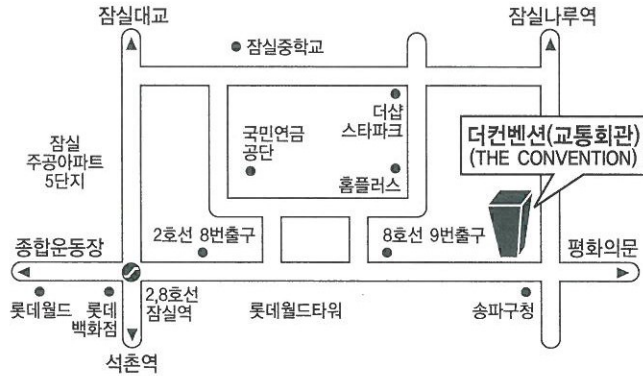 잠실대교
잠실나루역
잠실중학교
더샵
스타파크
국민연금
공단
잠실
주공아파트
5단지
홈플러스
더컨벤션(교통회관)
(THE CONVENTION)
종합운동장
2호선 8번출구
8호선 9번출구
평화의문
롯데월드
롯데
백화점
2,8호선
잠실역
롯데월드타워
송파구청
석촌역